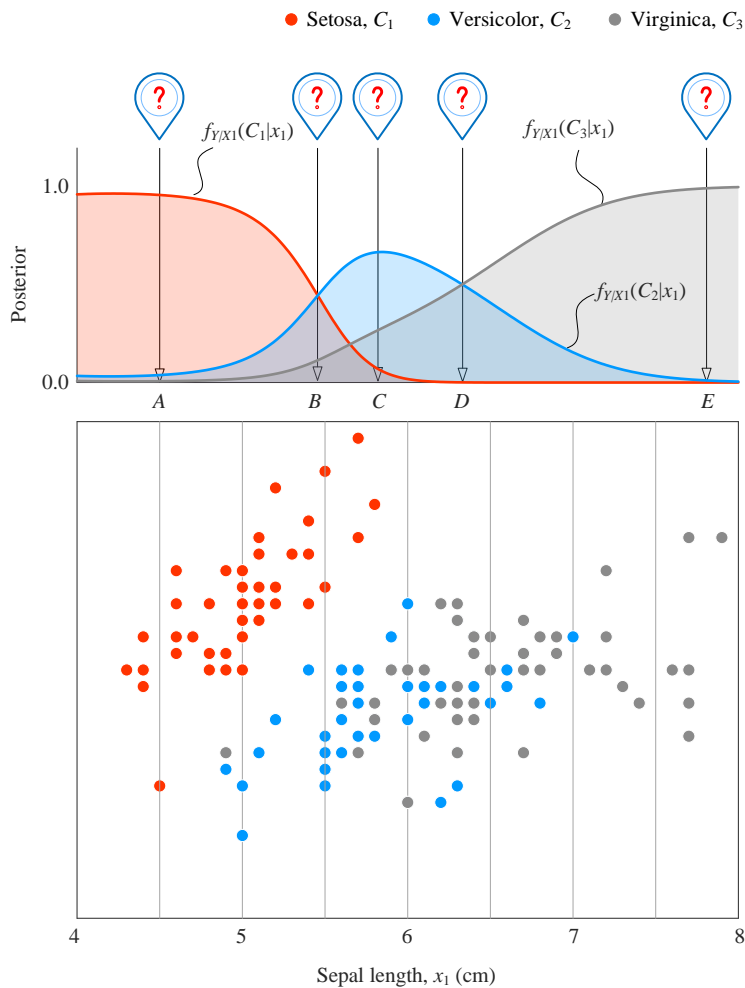 Setosa, C1 Versicolor, C2 Virginica, C3
? ? ? ? ?
fY/X1(C1|x1) fY/X1(C3|x1)
1.0
Posterior
fY/X1(C2|x1)
0.0
A B C D E
4 5 6 7 8
Sepal length, x1 (cm)